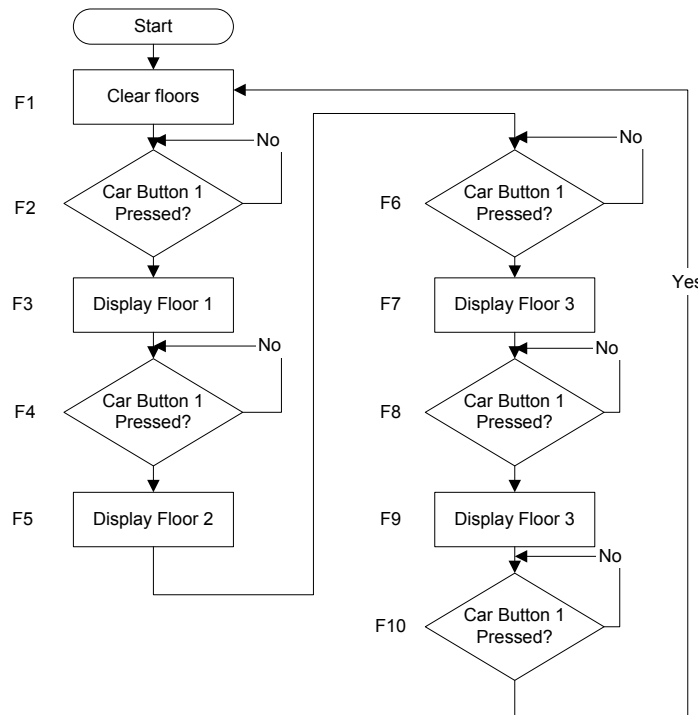 Start
F1
Clear floors
No
F2
Car Button 1
Pressed?
F3
Display Floor 1
No
F4
Car Button 1
Pressed?
F5
Display Floor 2
No
F6
Car Button 1
Pressed?
F7
Display Floor 3
No
F8
Car Button 1
Pressed?
F9
Display Floor 3
No
F10
Car Button 1
Pressed?
Yes